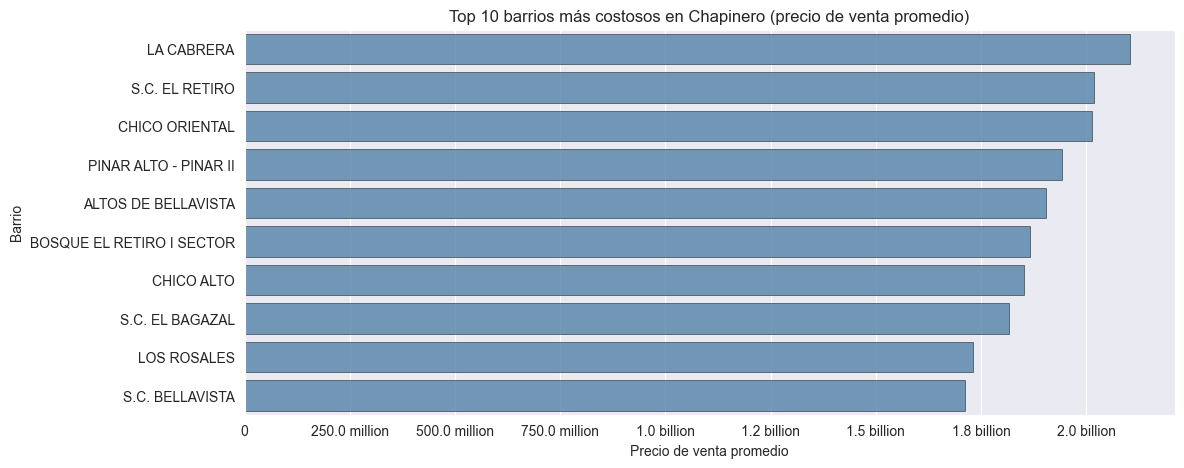 Top 10 barrios más costosos en Chapinero (precio de venta promedio)
LA CABRERA
S.C. EL RETIRO
CHICO ORIENTAL
PINAR ALTO - PINAR II
ALTOS DE BELLAVISTA
BOSQUE EL RETIRO I SECTOR
CHICO ALTO
S.C. EL BAGAZAL
LOS ROSALES
S.C. BELLAVISTA
Barrio
0 250.0 million 500.0 million 750.0 million 1.0 billion 1.2 billion 1.5 billion 1.8 billion 2.0 billion
Precio de venta promedio